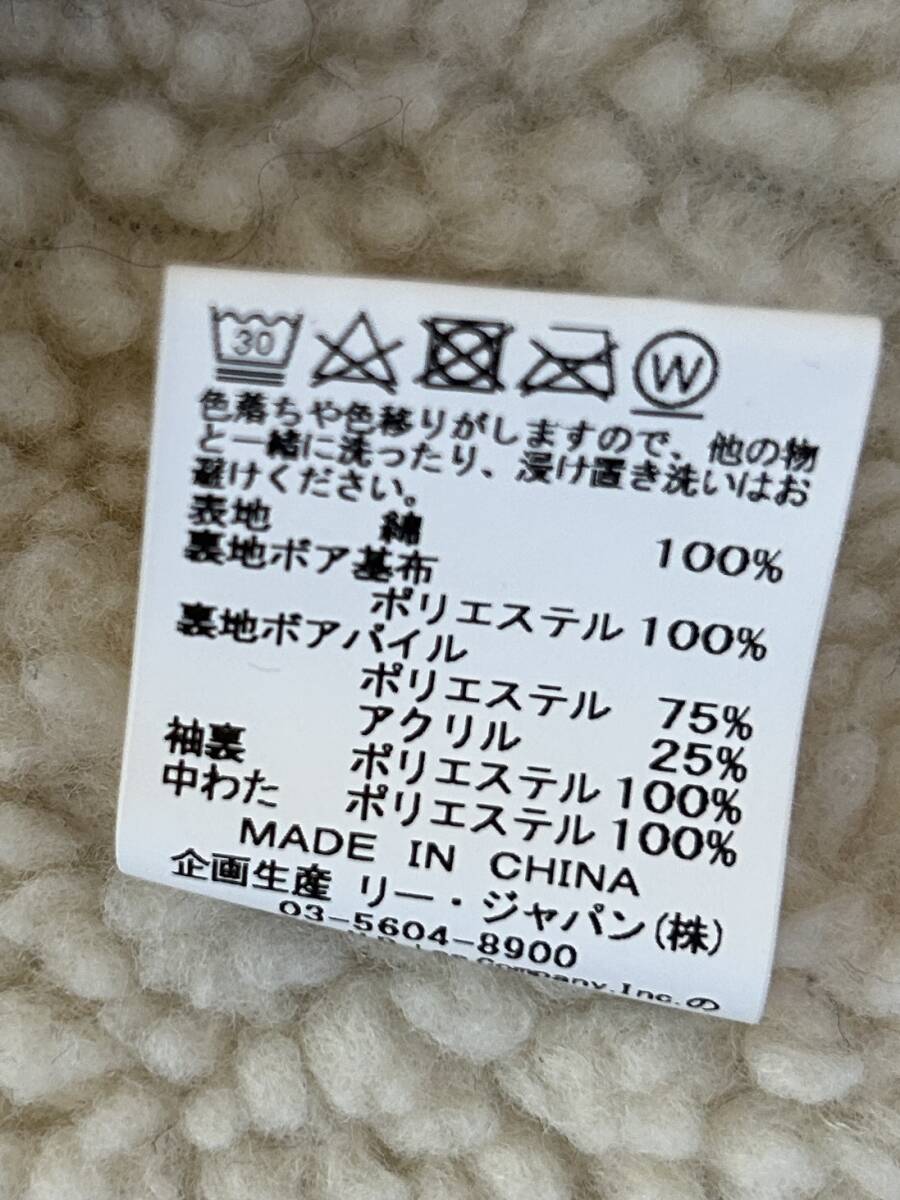 30 W
色落ちや色移りがしますので、他の物
と一緒に洗ったり、浸け置き洗いはお
避けください。
表地 綿 100%
裏地ボア基布
ポリエステル 100%
裏地ボアパイル
ポリエステル 75%
アクリル 25%
袖裏 ポリエステル 100%
中わた ポリエステル 100%
MADE IN CHINA
企画生産 リー・ジャパン(株)
03-5604-8900
Company,Inc.の